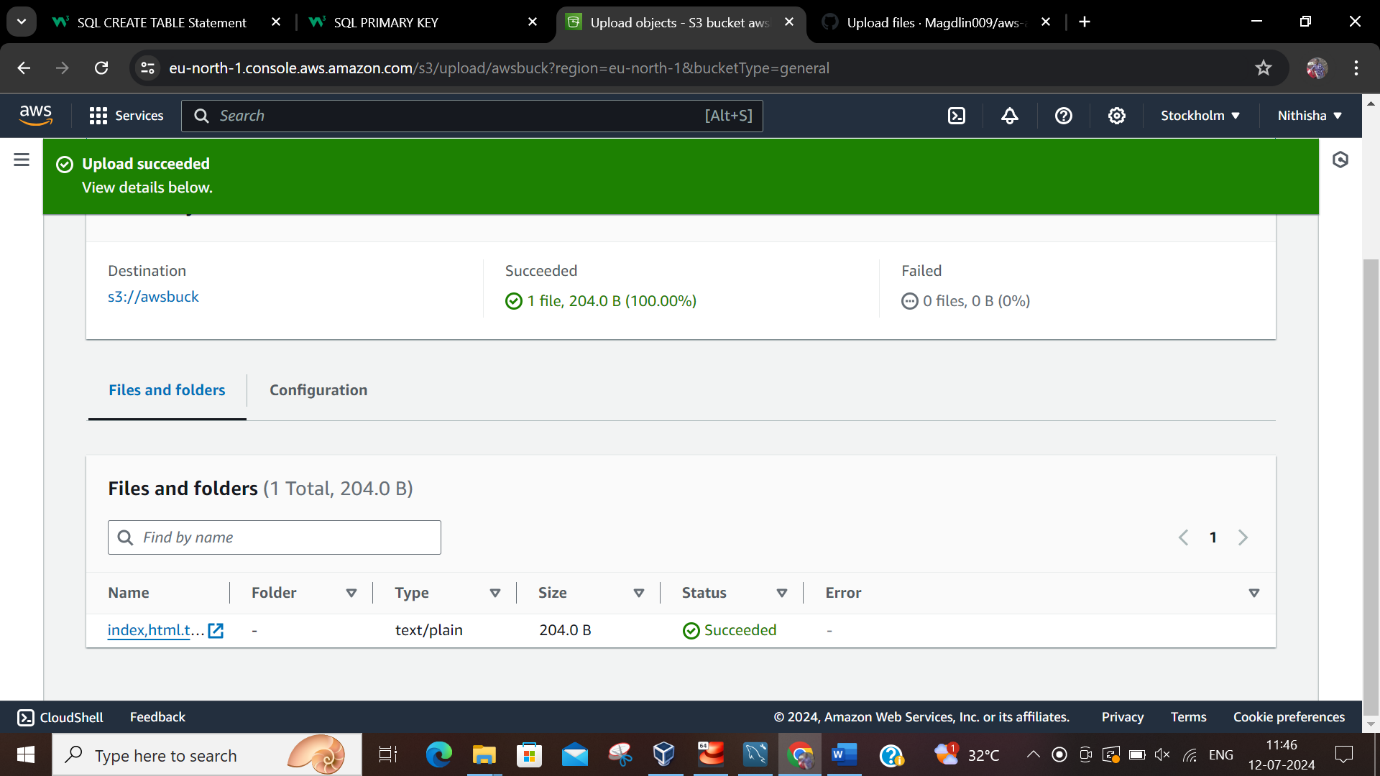 SQL CREATE TABLE Statement
SQL PRIMARY KEY
Upload objects - S3 bucket aws
Upload files · Magdlin009/aws-
eu-north-1.console.aws.amazon.com/s3/upload/awsbuck?region=eu-north-1&bucketType=general
aws
Services
Search
[Alt+S]
Stockholm
Nithisha
Upload succeeded
View details below.
Destination
Succeeded
Failed
s3://awsbuck
1 file, 204.0 B (100.00%)
0 files, 0 B (0%)
Files and folders
Configuration
Files and folders (1 Total, 204.0 B)
Find by name
1
Name
Folder
Type
Size
Status
Error
index,html.t...
-
text/plain
204.0 B
Succeeded
-
CloudShell
Feedback
© 2024, Amazon Web Services, Inc. or its affiliates.
Privacy
Terms
Cookie preferences
Type here to search
64
1
32°C
ENG
11:46
12-07-2024